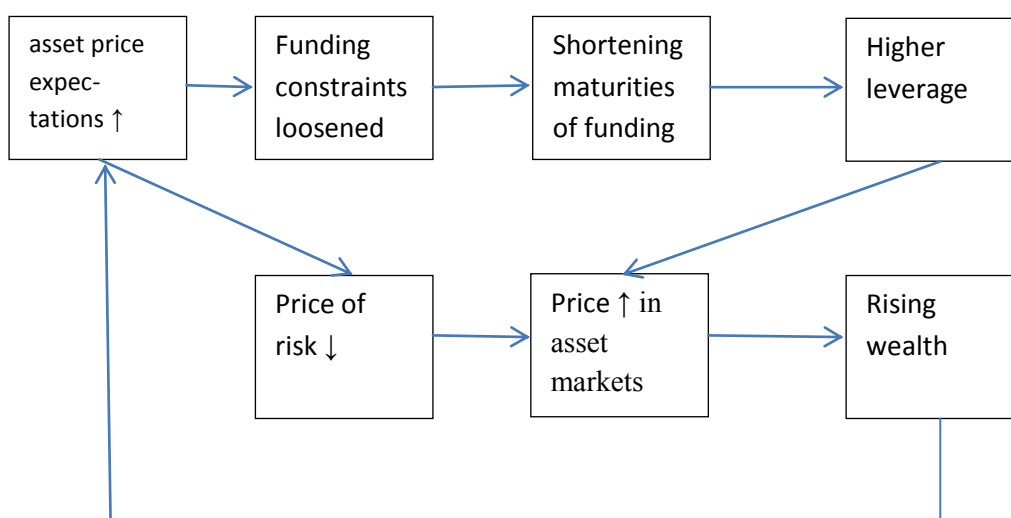 asset price
expec-
tations ↑
Funding
constraints
loosened
Shortening
maturities
of funding
Higher
leverage
Price of
risk ↓
Price ↑ in
asset
markets
Rising
wealth